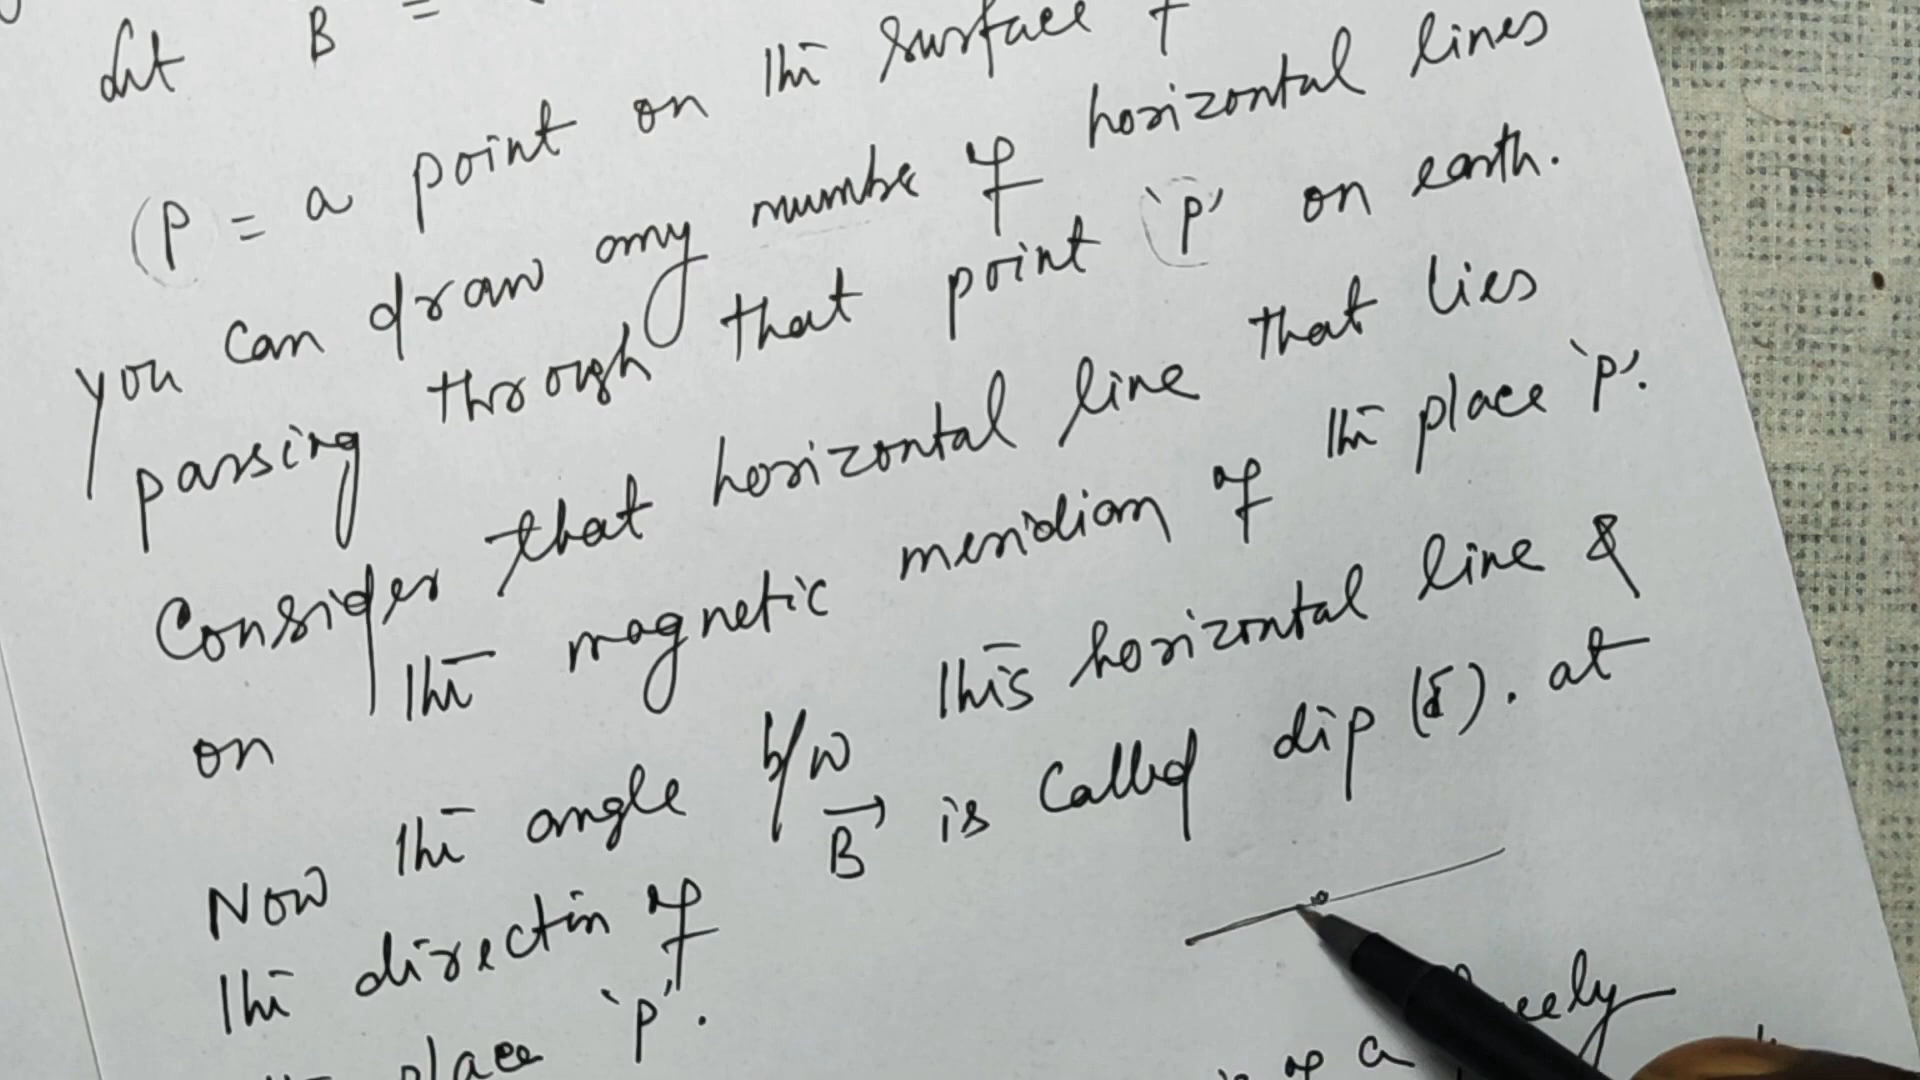 Let B =
(P = a point on the surface of
you can draw any numbe of horizontal lines
passing through that point 'P' on earth.
Consider that horizontal line that lies
on the magnetic meridian of the place 'P'.
Now the angle b/w this horizontal line &
the direction of B is called dip (δ). at
the place 'P'.
of a freely